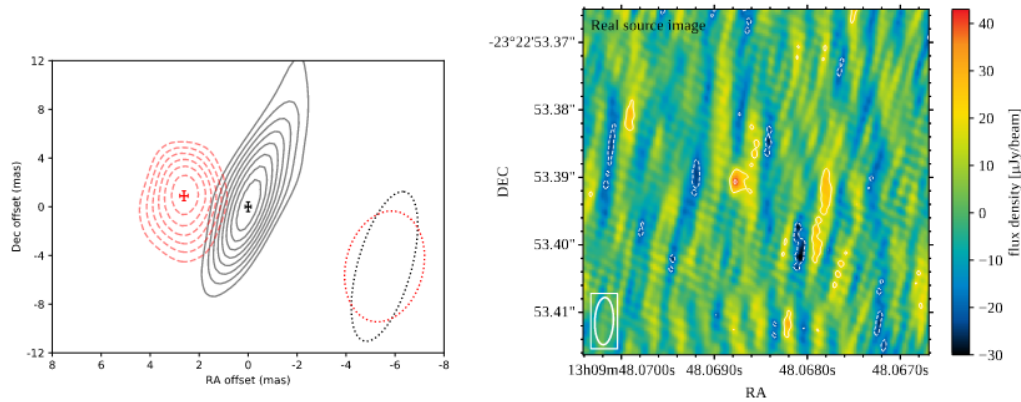 12
8
4
0
-4
-8
-12
8
6
4
2
0
-2
-4
-6
-8
RA offset (mas)
Dec offset (mas)
Real source image
-23°22'53.37"
53.38"
53.39"
53.40"
53.41"
DEC
13h09m48.0700s
48.0690s
48.0680s
48.0670s
RA
40
30
20
10
0
−10
−20
−30
flux density [μJy/beam]